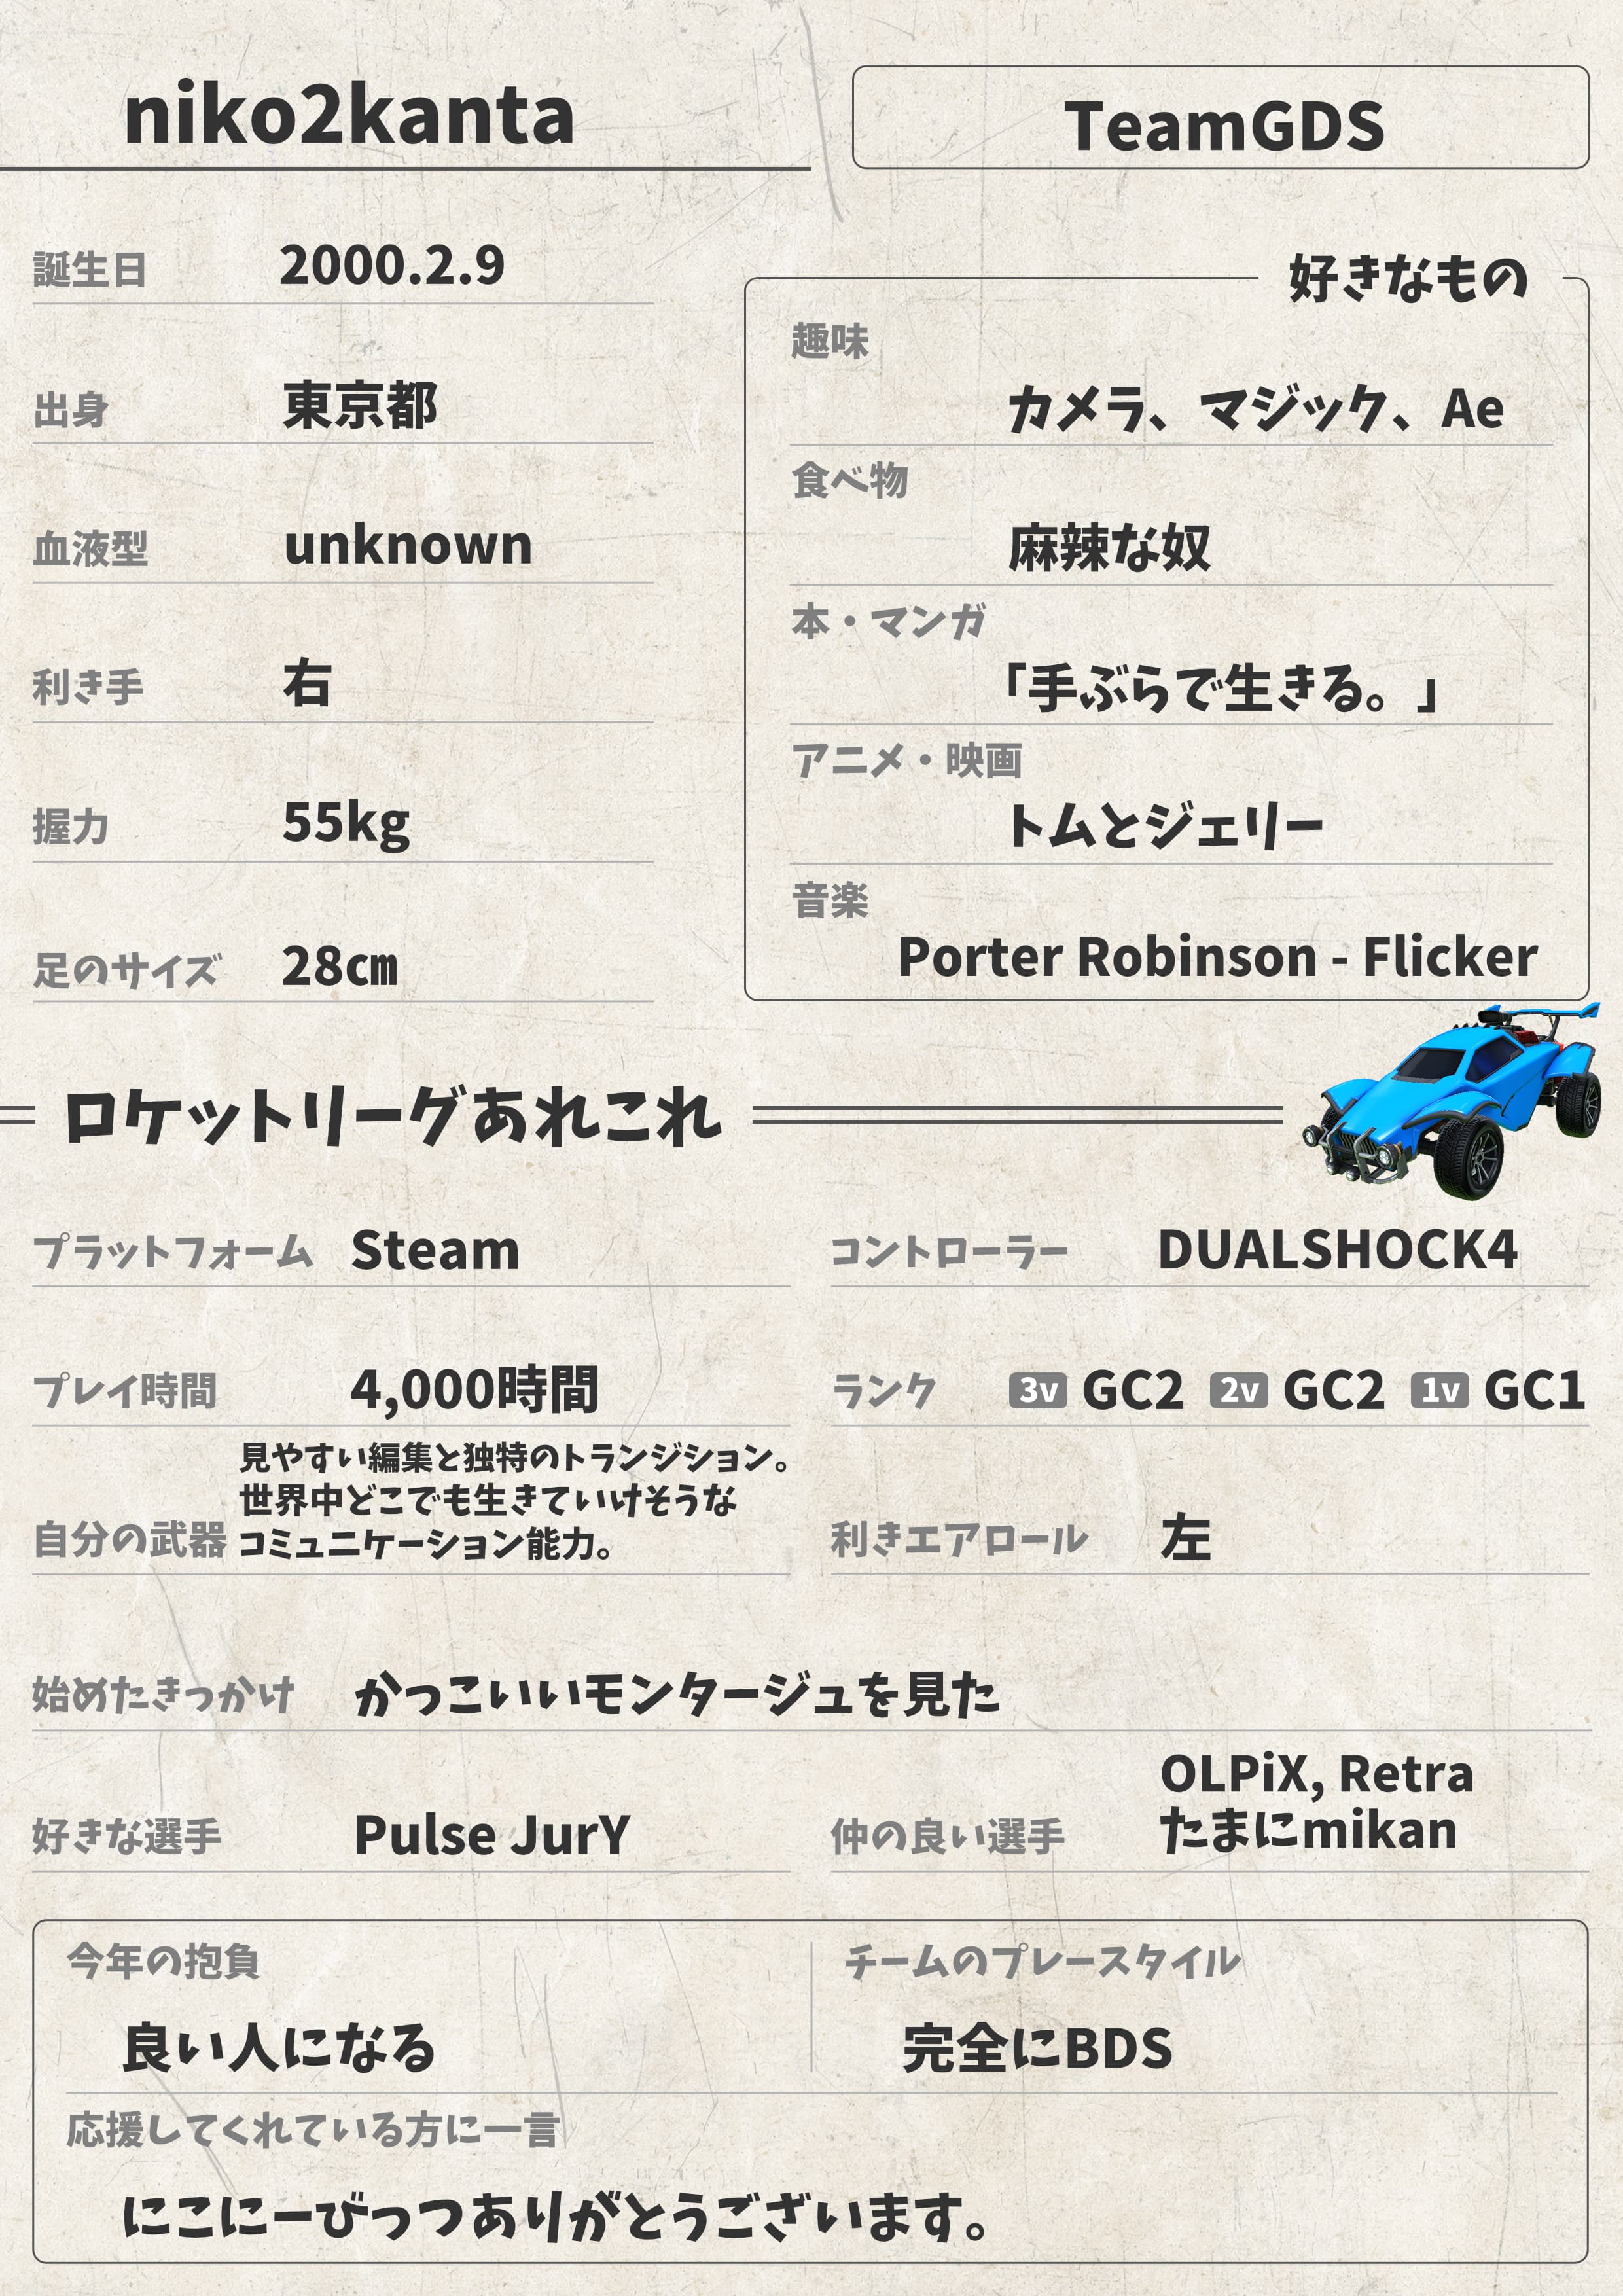 niko2kanta
TeamGDS
誕生日 2000.2.9
出身 東京都
血液型 unknown
利き手 右
握力 55kg
足のサイズ 28㎝
好きなもの
趣味
カメラ、マジック、Ae
食べ物
麻辣な奴
本・マンガ
「手ぶらで生きる。」
アニメ・映画
トムとジェリー
音楽
Porter Robinson - Flicker
ロケットリーグあれこれ
プラットフォーム Steam
コントローラー DUALSHOCK4
プレイ時間 4,000時間
ランク 3v GC2 2v GC2 1v GC1
自分の武器
見やすい編集と独特のトランジション。
世界中どこでも生きていけそうな
コミュニケーション能力。
利きエアロール 左
始めたきっかけ かっこいいモンタージュを見た
好きな選手 Pulse JurY
仲の良い選手
OLPiX, Retra
たまにmikan
今年の抱負
良い人になる
チームのプレースタイル
完全にBDS
応援してくれている方に一言
にこにーびっつありがとうございます。